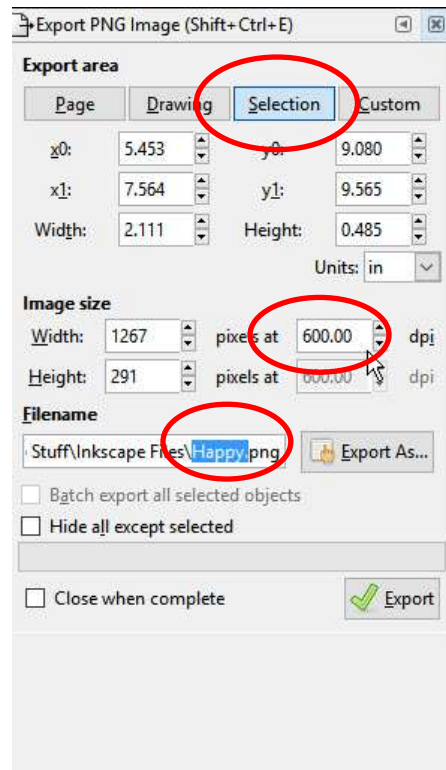 Export PNG Image (Shift+Ctrl+E)
Export area
Page Drawing Selection Custom
x0: 5.453 y0: 9.080
x1: 7.564 y1: 9.565
Width: 2.111 Height: 0.485
Units: in
Image size
Width: 1267 pixels at 600.00 dpi
Height: 291 pixels at 600.00 dpi
Filename
Stuff\Inkscape Files\Happy.png Export As...
Batch export all selected objects
Hide all except selected
Close when complete Export